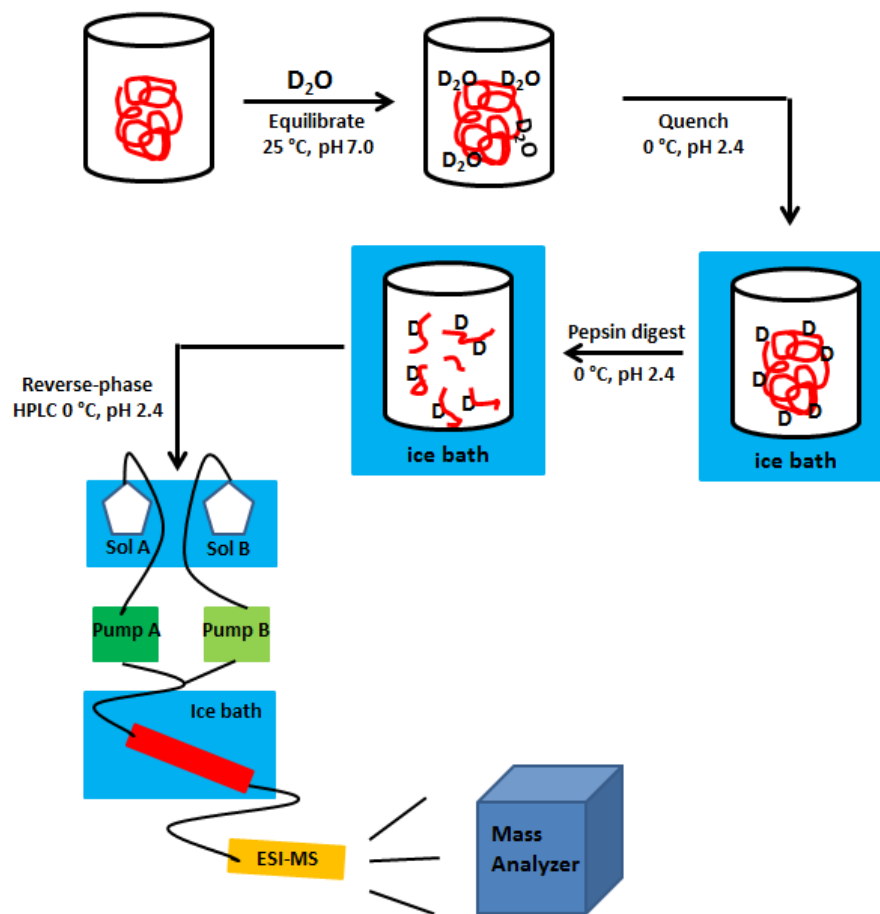 D₂O
Equilibrate
25 °C, pH 7.0
D₂O D₂O
D₂O
D₂O
Quench
0 °C, pH 2.4
D D
D D
D D
ice bath
Pepsin digest
0 °C, pH 2.4
D D
D
D
D D
ice bath
Reverse-phase
HPLC 0 °C, pH 2.4
Sol A Sol B
Pump A Pump B
Ice bath
ESI-MS
Mass
Analyzer